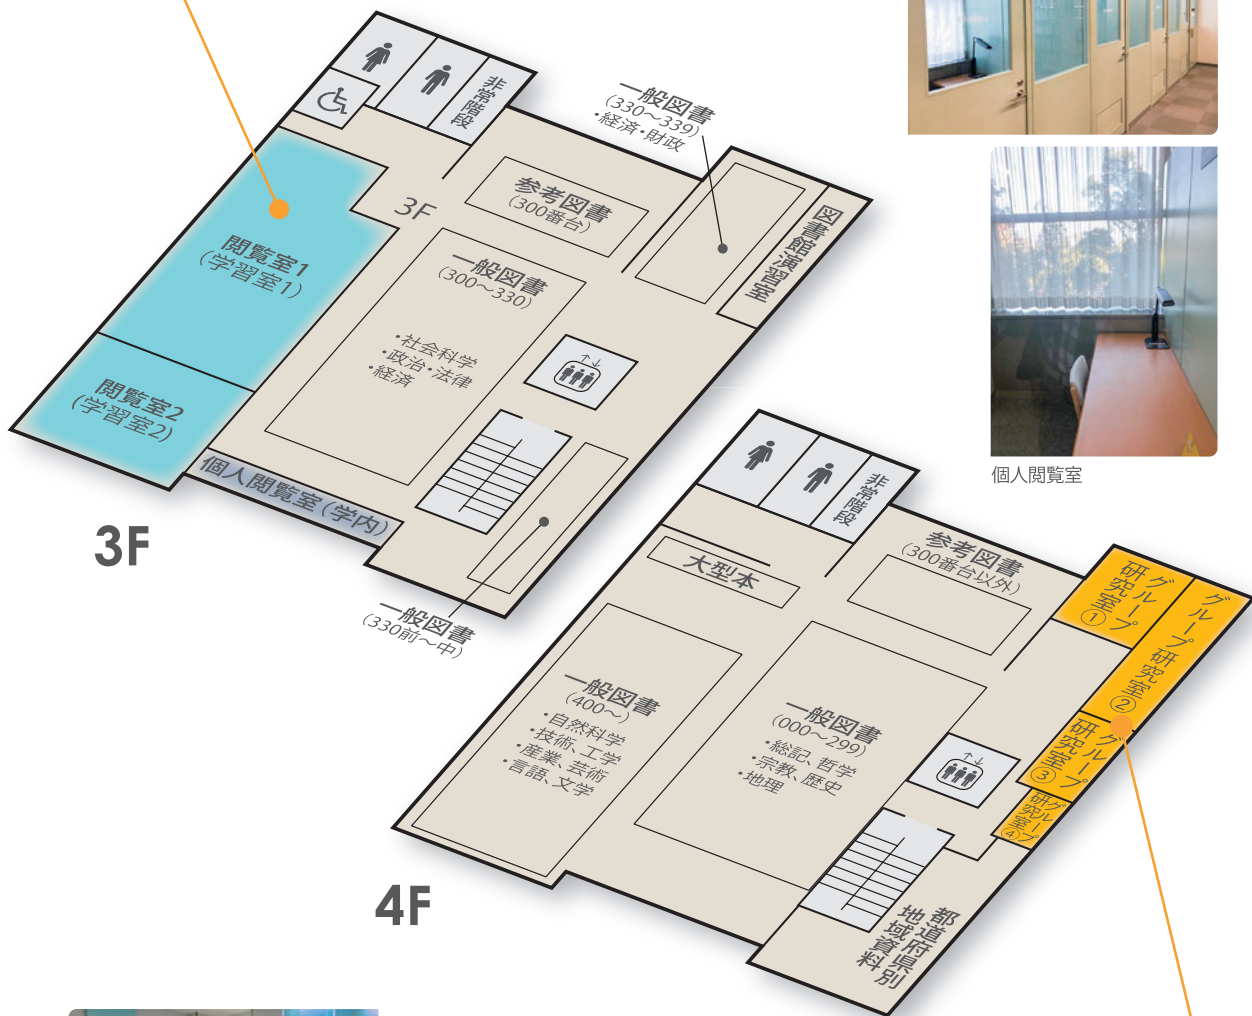 非常階段
一般図書
(330～339)
・経済・財政
参考図書
(300番台)
図書館演習室
3F
閲覧室1
(学習室1)
一般図書
(300～330)
・社会科学
・政治・法律
・経済
閲覧室2
(学習室2)
個人閲覧室(学内)
3F
一般図書
(330前～中)
個人閲覧室
非常階段
参考図書
(300番台以外)
大型本
グループ
研究室①
グループ研究室②
グループ
研究室③
グループ
研究室④
一般図書
(400～)
・自然科学
・技術、工学
・産業、芸術
・言語、文学
一般図書
(000～299)
・総記、哲学
・宗教、歴史
・地理
都道府県別
地域資料
4F